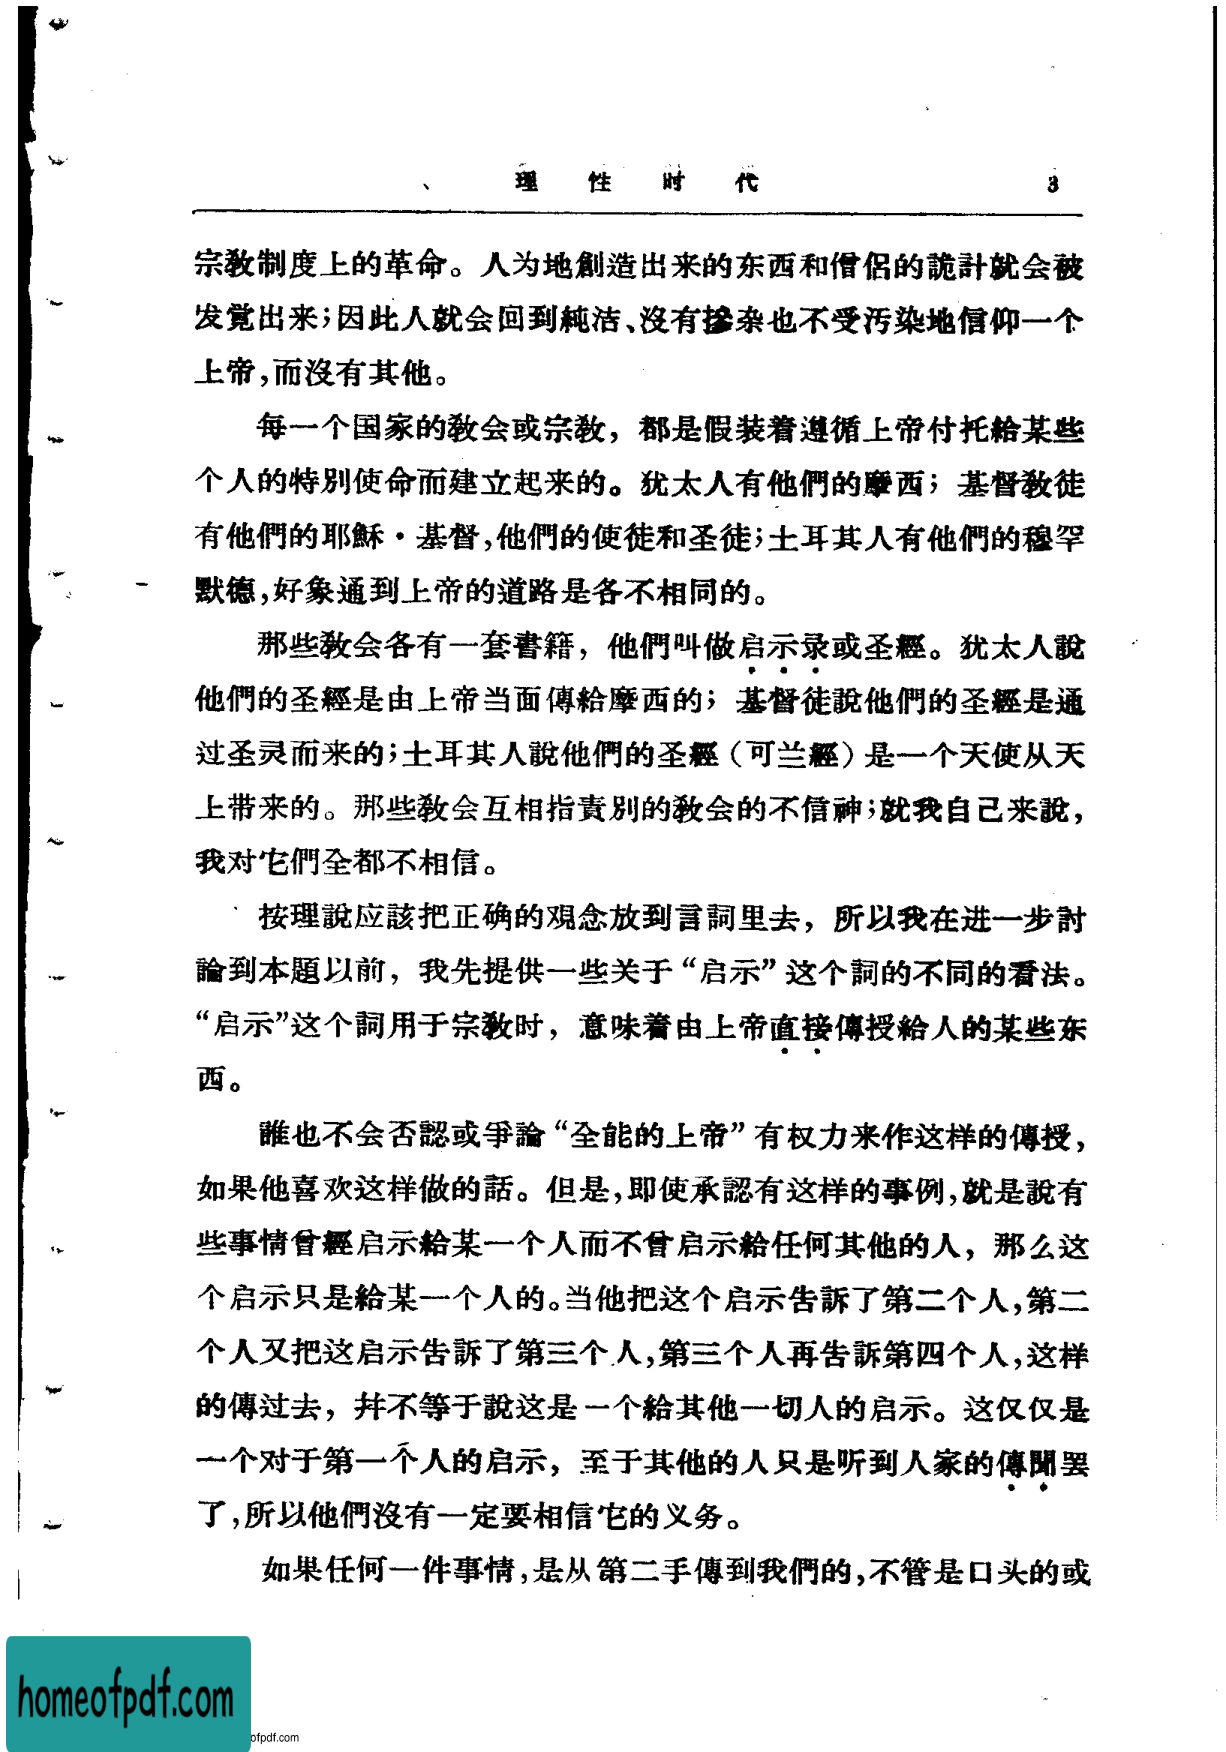 理性时代 3
宗教制度上的革命。人为地創造出来的东西和僧侣的詭計就会被
发覚出来；因此人就会回到純洁、沒有掺杂也不受汚染地信仰一个
上帝，而沒有其他。
每一个国家的教会或宗教，都是假装着遵循上帝付托給某些
个人的特別使命而建立起来的。犹太人有他們的摩西；基督教徒
有他們的耶穌·基督，他們的使徒和圣徒；土耳其人有他們的穆罕
默德，好象通到上帝的道路是各不相同的。
那些教会各有一套書籍，他們叫做启示录或圣經。犹太人說
他們的圣經是由上帝当面傳給摩西的；基督徒說他們的圣經是通
过圣灵而来的；土耳其人說他們的圣經（可兰經）是一个天使从天
上带来的。那些教会互相指責別的教会的不信神；就我自己来說，
我对它們全都不相信。
按理說应該把正确的观念放到言詞里去，所以我在进一步討
論到本題以前，我先提供一些关于“启示”这个詞的不同的看法。
“启示”这个詞用于宗教时，意味着由上帝直接傳授給人的某些东
西。
誰也不会否認或爭論“全能的上帝”有权力来作这样的傳授，
如果他喜欢这样做的話。但是，即使承認有这样的事例，就是說有
些事情曾經启示給某一个人而不曾启示給任何其他的人，那么这
个启示只是給某一个人的。当他把这个启示告訴了第二个人，第二
个人又把这启示告訴了第三个人，第三个人再告訴第四个人，这样
的傳过去，幷不等于說这是一个給其他一切人的启示。这仅仅是
一个对于第一个人的启示，至于其他的人只是听到人家的傳聞罢
了，所以他們沒有一定要相信它的义务。
如果任何一件事情，是从第二手傳到我們的，不管是口头的或
homeofpdf.com
ofpdf.com